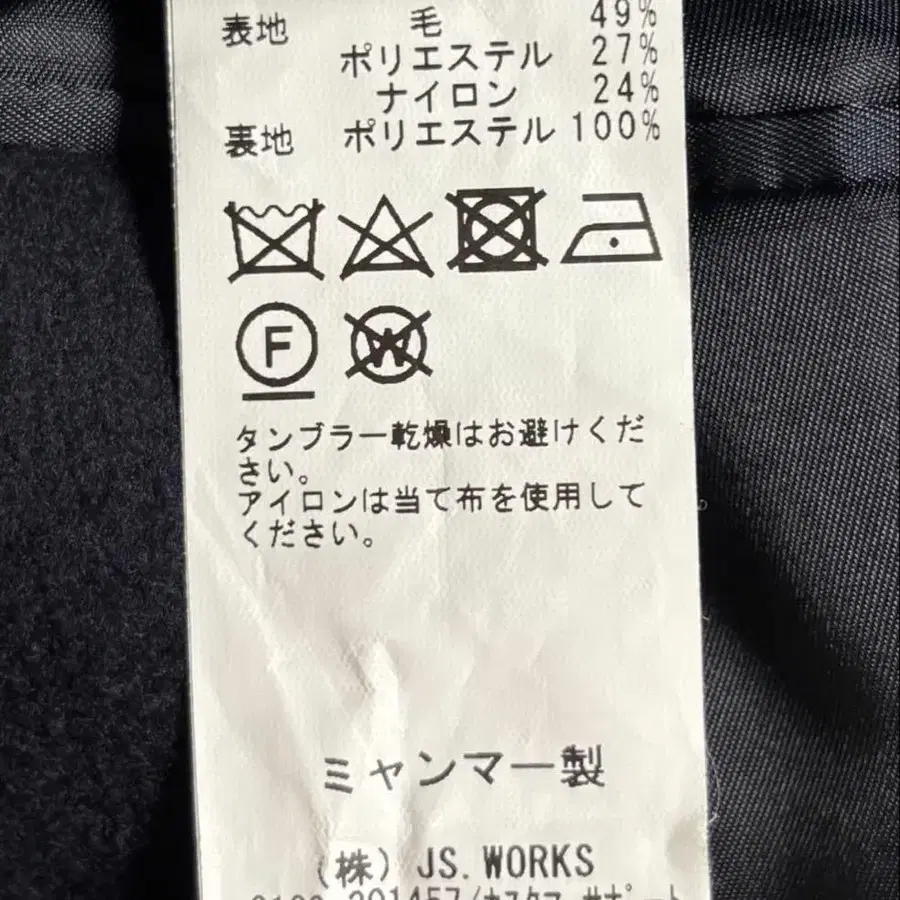 表地 毛 49%
ポリエステル 27%
ナイロン 24%
裏地 ポリエステル 100%
F W
タンブラー乾燥はお避けくだ
さい。
アイロンは当て布を使用して
ください。
ミャンマー製
(株) JS.WORKS